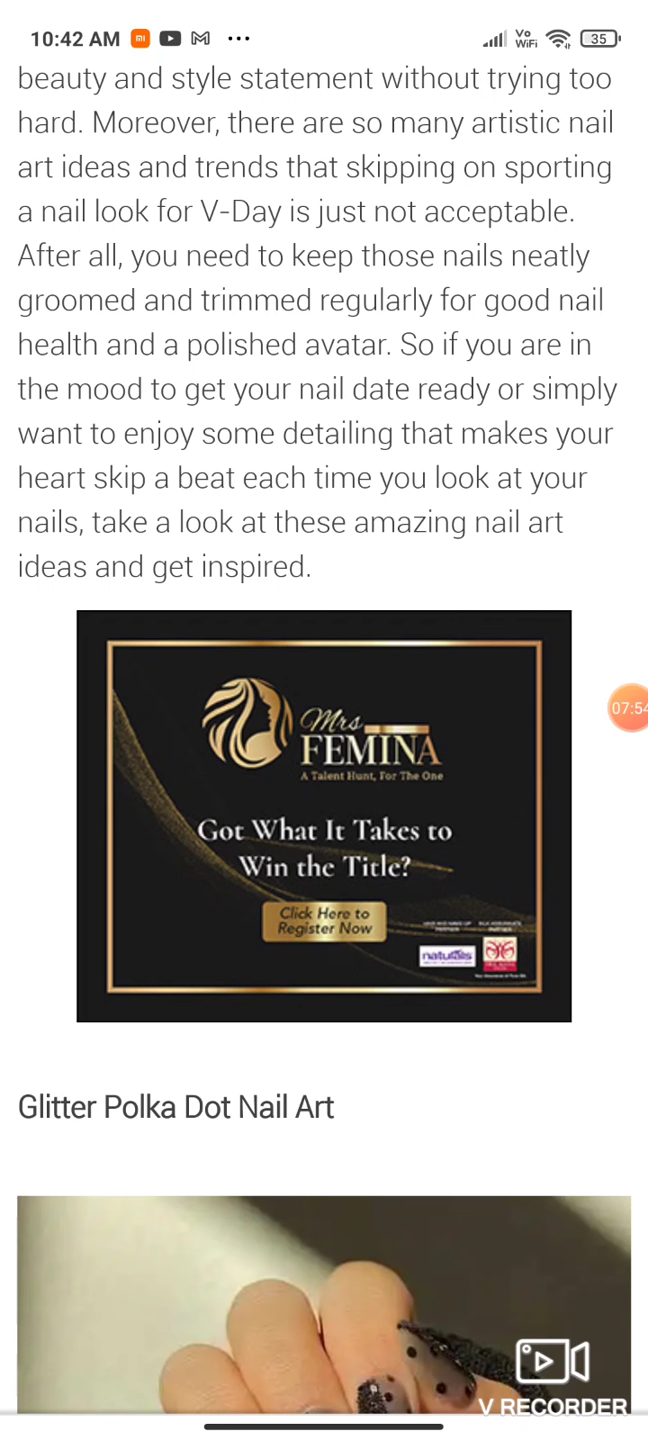 10:42 AM
Vo
WiFi
35
beauty and style statement without trying too
hard. Moreover, there are so many artistic nail
art ideas and trends that skipping on sporting
a nail look for V-Day is just not acceptable.
After all, you need to keep those nails neatly
groomed and trimmed regularly for good nail
health and a polished avatar. So if you are in
the mood to get your nail date ready or simply
want to enjoy some detailing that makes your
heart skip a beat each time you look at your
nails, take a look at these amazing nail art
ideas and get inspired.
07:54
Mrs
FEMINA
A Talent Hunt, For The One
Got What It Takes to
Win the Title?
Click Here to
Register Now
naturals
Glitter Polka Dot Nail Art
V RECORDER